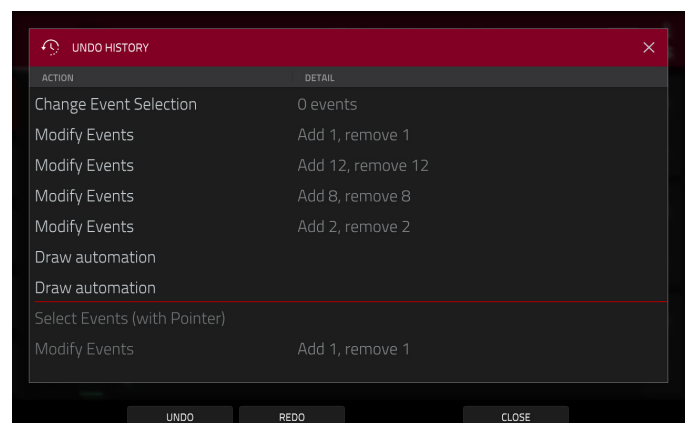 UNDO HISTORY
ACTION DETAIL
Change Event Selection 0 events
Modify Events Add 1, remove 1
Modify Events Add 12, remove 12
Modify Events Add 8, remove 8
Modify Events Add 2, remove 2
Draw automation
Draw automation
Select Events (with Pointer)
Modify Events Add 1, remove 1
UNDO REDO CLOSE